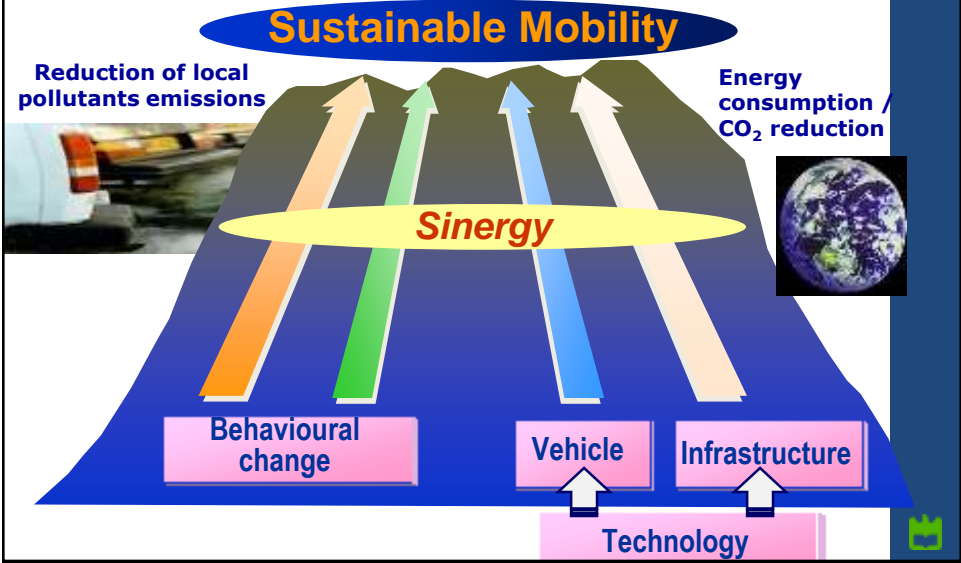 Sustainable Mobility
Reduction of local
pollutants emissions
Energy
consumption /
CO₂ reduction
Sinergy
Behavioural
change
Vehicle
Infrastructure
Technology